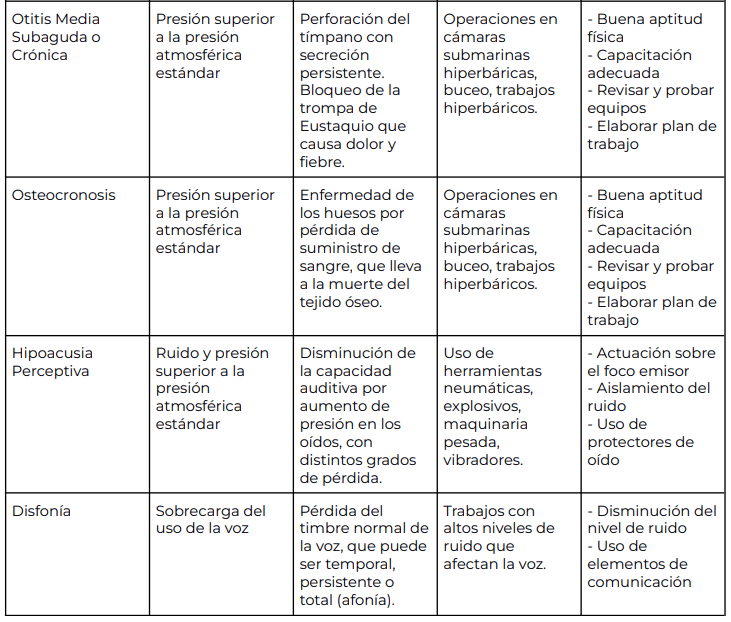 Otitis Media
Subaguda o
Crónica
Presión superior
a la presión
atmosférica
estándar
Perforación del
tímpano con
secreción
persistente.
Bloqueo de la
trompa de
Eustaquio que
causa dolor y
fiebre.
Operaciones en
cámaras
submarinas
hiperbáricas,
buceo, trabajos
hiperbáricos.
- Buena aptitud
física
- Capacitación
adecuada
- Revisar y probar
equipos
- Elaborar plan de
trabajo
Osteocronosis
Presión superior
a la presión
atmosférica
estándar
Enfermedad de
los huesos por
pérdida de
suministro de
sangre, que lleva
a la muerte del
tejido óseo.
Operaciones en
cámaras
submarinas
hiperbáricas,
buceo, trabajos
hiperbáricos.
- Buena aptitud
física
- Capacitación
adecuada
- Revisar y probar
equipos
- Elaborar plan de
trabajo
Hipoacusia
Perceptiva
Ruido y presión
superior a la
presión
atmosférica
estándar
Disminución de
la capacidad
auditiva por
aumento de
presión en los
oídos, con
distintos grados
de pérdida.
Uso de
herramientas
neumáticas,
explosivos,
maquinaria
pesada,
vibradores.
- Actuación sobre
el foco emisor
- Aislamiento del
ruido
- Uso de
protectores de
oído
Disfonía
Sobrecarga del
uso de la voz
Pérdida del
timbre normal de
la voz, que puede
ser temporal,
persistente o
total (afonía).
Trabajos con
altos niveles de
ruido que
afectan la voz.
- Disminución del
nivel de ruido
- Uso de
elementos de
comunicación